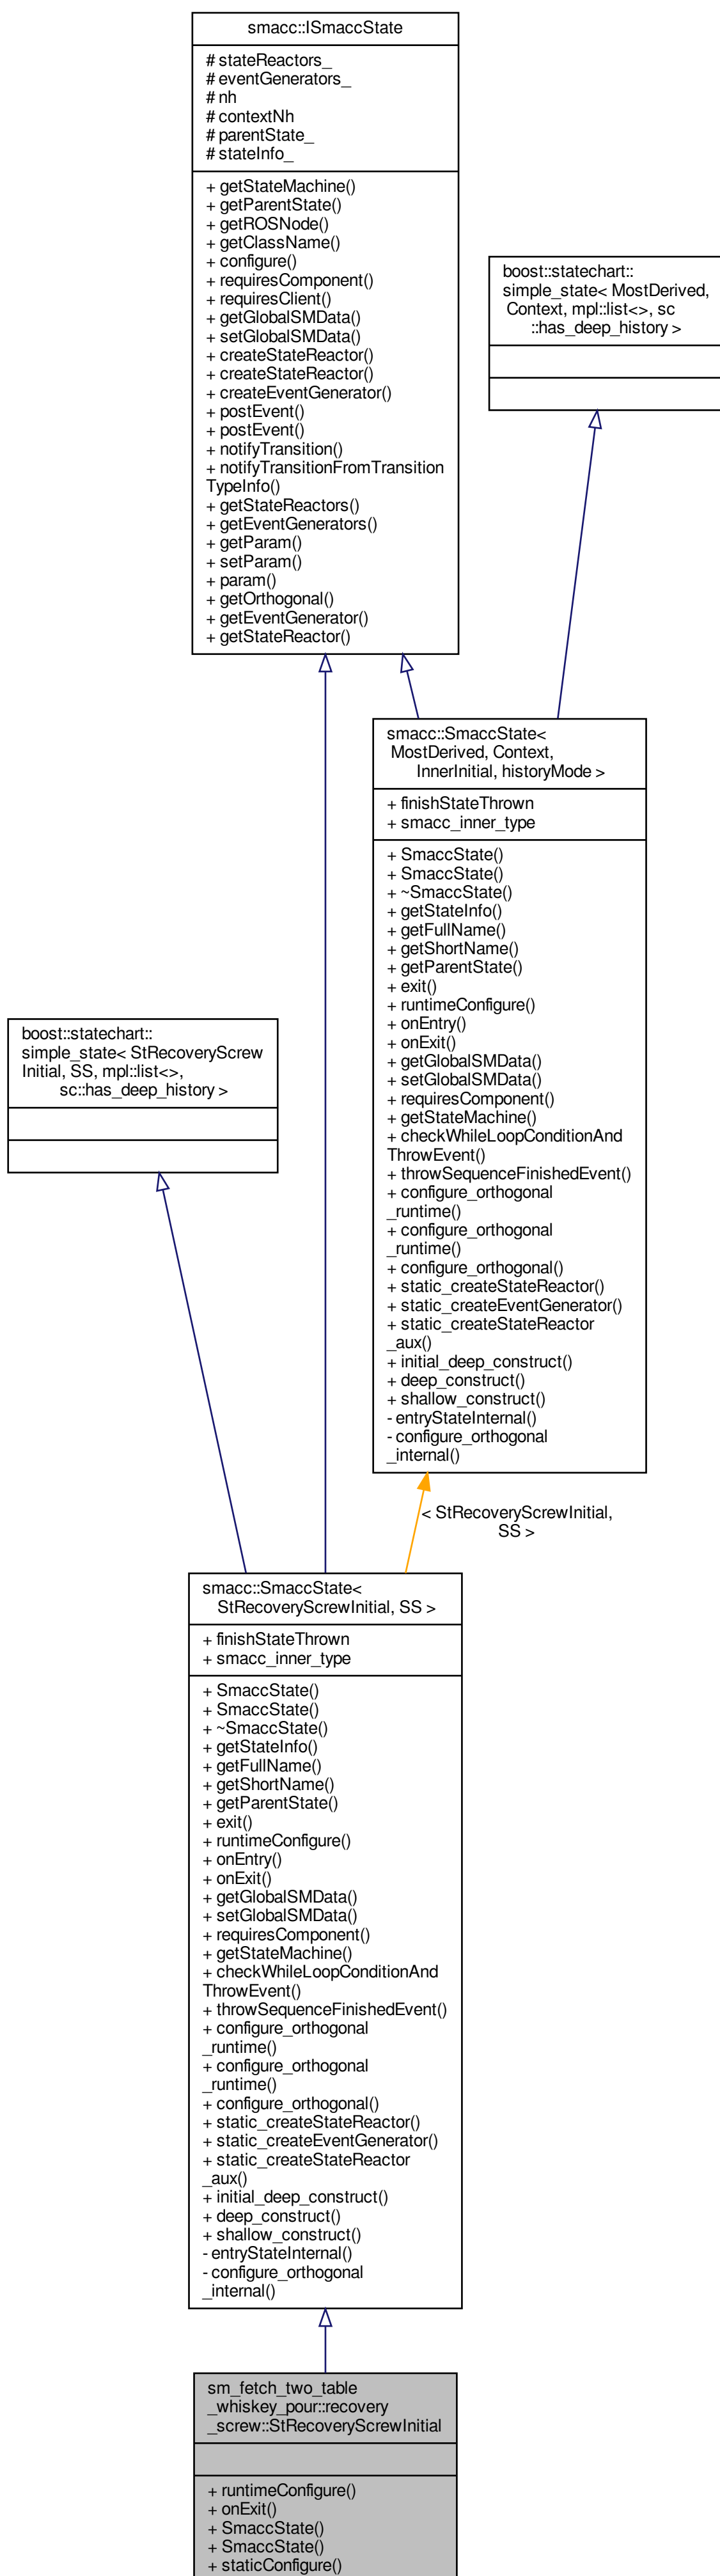 smacc::ISmaccState
# stateReactors_
# eventGenerators_
# nh
# contextNh
# parentState_
# stateInfo_
+ getStateMachine()
+ getParentState()
+ getROSNode()
+ getClassName()
+ configure()
+ requiresComponent()
+ requiresClient()
+ getGlobalSMData()
+ setGlobalSMData()
+ createStateReactor()
+ createStateReactor()
+ createEventGenerator()
+ postEvent()
+ postEvent()
+ notifyTransition()
+ notifyTransitionFromTransition
TypeInfo()
+ getStateReactors()
+ getEventGenerators()
+ getParam()
+ setParam()
+ param()
+ getOrthogonal()
+ getEventGenerator()
+ getStateReactor()
boost::statechart::
simple_state< MostDerived,
Context, mpl::list<>, sc
::has_deep_history >
smacc::SmaccState<
MostDerived, Context,
InnerInitial, historyMode >
+ finishStateThrown
+ smacc_inner_type
+ SmaccState()
+ SmaccState()
+ ~SmaccState()
+ getStateInfo()
+ getFullName()
+ getShortName()
+ getParentState()
+ exit()
+ runtimeConfigure()
+ onEntry()
+ onExit()
+ getGlobalSMData()
+ setGlobalSMData()
+ requiresComponent()
+ getStateMachine()
+ checkWhileLoopConditionAnd
ThrowEvent()
+ throwSequenceFinishedEvent()
+ configure_orthogonal
_runtime()
+ configure_orthogonal
_runtime()
+ configure_orthogonal()
+ static_createStateReactor()
+ static_createEventGenerator()
+ static_createStateReactor
_aux()
+ initial_deep_construct()
+ deep_construct()
+ shallow_construct()
- entryStateInternal()
- configure_orthogonal
_internal()
boost::statechart::
simple_state< StRecoveryScrew
Initial, SS, mpl::list<>,
sc::has_deep_history >
< StRecoveryScrewInitial,
SS >
smacc::SmaccState<
StRecoveryScrewInitial, SS >
+ finishStateThrown
+ smacc_inner_type
+ SmaccState()
+ SmaccState()
+ ~SmaccState()
+ getStateInfo()
+ getFullName()
+ getShortName()
+ getParentState()
+ exit()
+ runtimeConfigure()
+ onEntry()
+ onExit()
+ getGlobalSMData()
+ setGlobalSMData()
+ requiresComponent()
+ getStateMachine()
+ checkWhileLoopConditionAnd
ThrowEvent()
+ throwSequenceFinishedEvent()
+ configure_orthogonal
_runtime()
+ configure_orthogonal
_runtime()
+ configure_orthogonal()
+ static_createStateReactor()
+ static_createEventGenerator()
+ static_createStateReactor
_aux()
+ initial_deep_construct()
+ deep_construct()
+ shallow_construct()
- entryStateInternal()
- configure_orthogonal
_internal()
sm_fetch_two_table
_whiskey_pour::recovery
_screw::StRecoveryScrewInitial
+ runtimeConfigure()
+ onExit()
+ SmaccState()
+ SmaccState()
+ staticConfigure()